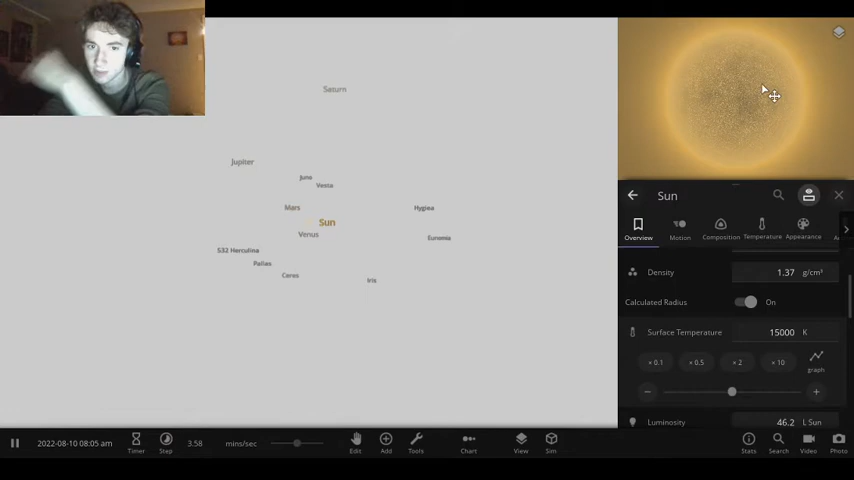 Saturn
Jupiter
Juno
Vesta
Mars
Hygiea
Sun
Venus
Eunomia
532 Herculina
Pallas
Ceres
Iris
Sun
Overview
Motion
Composition
Temperature
Appearance
Density 1.37 g/cm³
Calculated Radius On
Surface Temperature 15000 K
× 0.1 × 0.5 × 2 × 10 graph
Luminosity 46.2 L Sun
2022-08-10 08:05 am Timer Step 3.58 mins/sec Edit Add Tools Chart View Sim Stats Search Video Photo